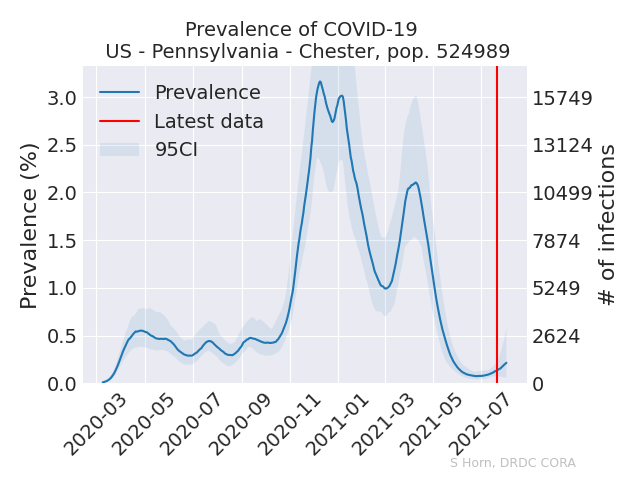 Prevalence of COVID-19
US - Pennsylvania - Chester, pop. 524989
Prevalence
Latest data
95CI
Prevalence (%)
3.0
2.5
2.0
1.5
1.0
0.5
0.0
15749
13124
10499
7874
5249
2624
0
# of infections
2020-03
2020-05
2020-07
2020-09
2020-11
2021-01
2021-03
2021-05
2021-07
S Horn, DRDC CORA